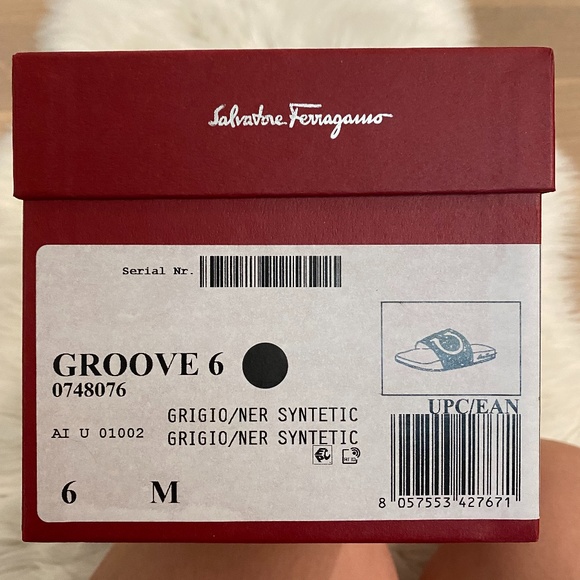 Salvatore Ferragamo
Serial Nr.
GROOVE 6
0748076
GRIGIO/NER SYNTETIC
AI U 01002
GRIGIO/NER SYNTETIC
6 M
UPC/EAN
8 057553 427671